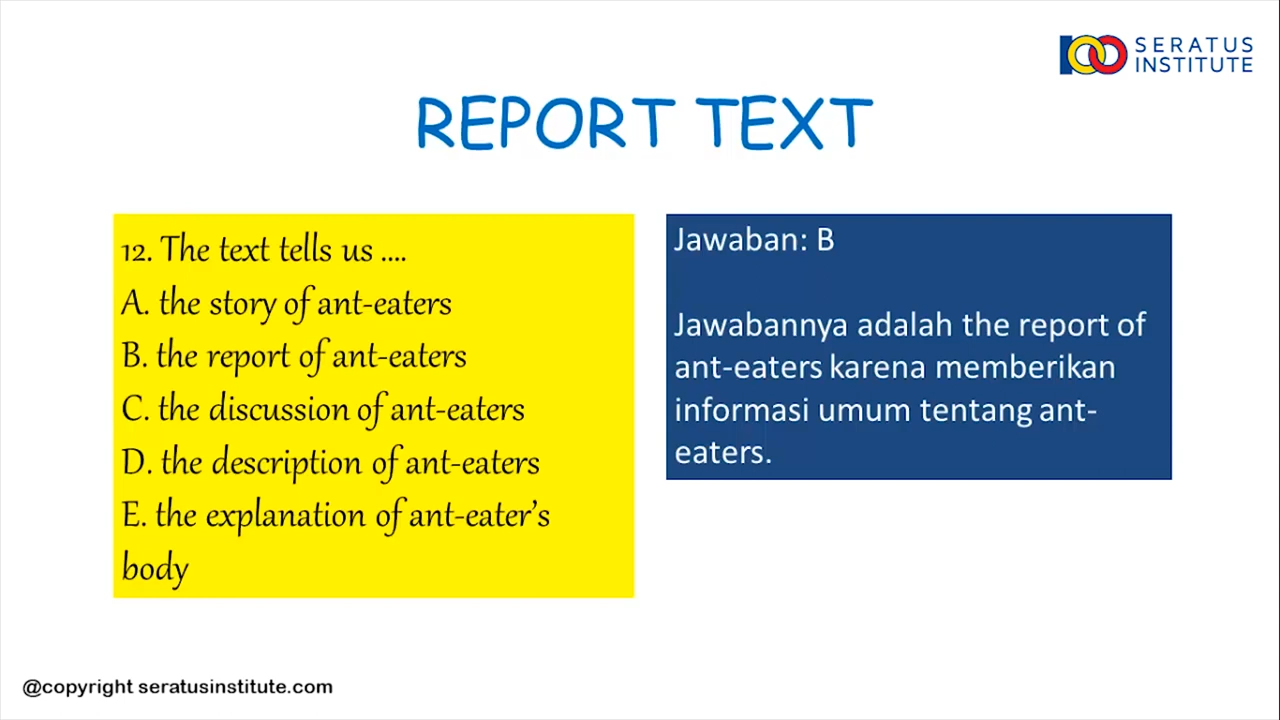 SERATUS
INSTITUTE
REPORT TEXT
12. The text tells us ....
A. the story of ant-eaters
B. the report of ant-eaters
C. the discussion of ant-eaters
D. the description of ant-eaters
E. the explanation of ant-eater’s
body
Jawaban: B
Jawabannya adalah the report of
ant-eaters karena memberikan
informasi umum tentang ant-
eaters.
@copyright seratusinstitute.com